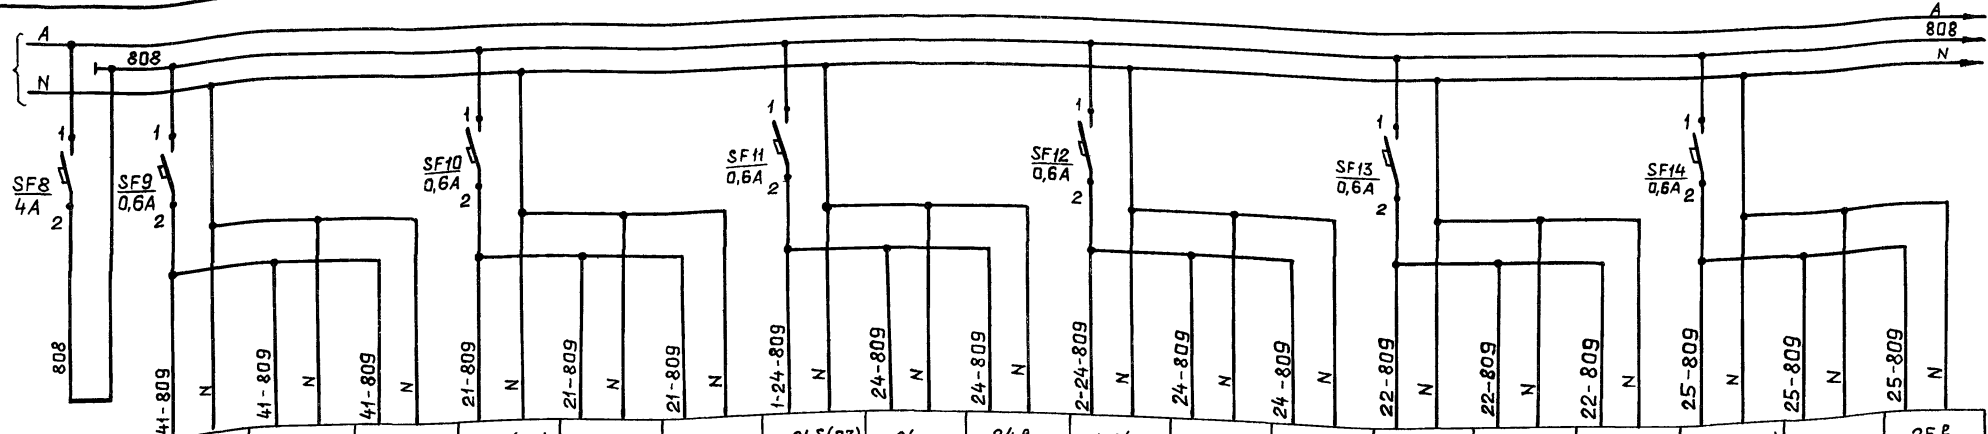 A
808
N
A
808
N
1
SF8
4A
2
1
SF9
0,6A
2
1
SF10
0,6A
2
1
SF11
0,6A
2
1
SF12
0,6A
2
1
SF13
0,6A
2
1
SF14
0,6A
2
808
41-809
N
41-809
N
41-809
N
21-809
N
21-809
N
21-809
1-24-809
N
24-809
N
24-809
N
2-24-809
N
24-809
N
24-809
N
22-809
N
22-809
N
22-809
N
25-809
N
25-809
N
25-809
N